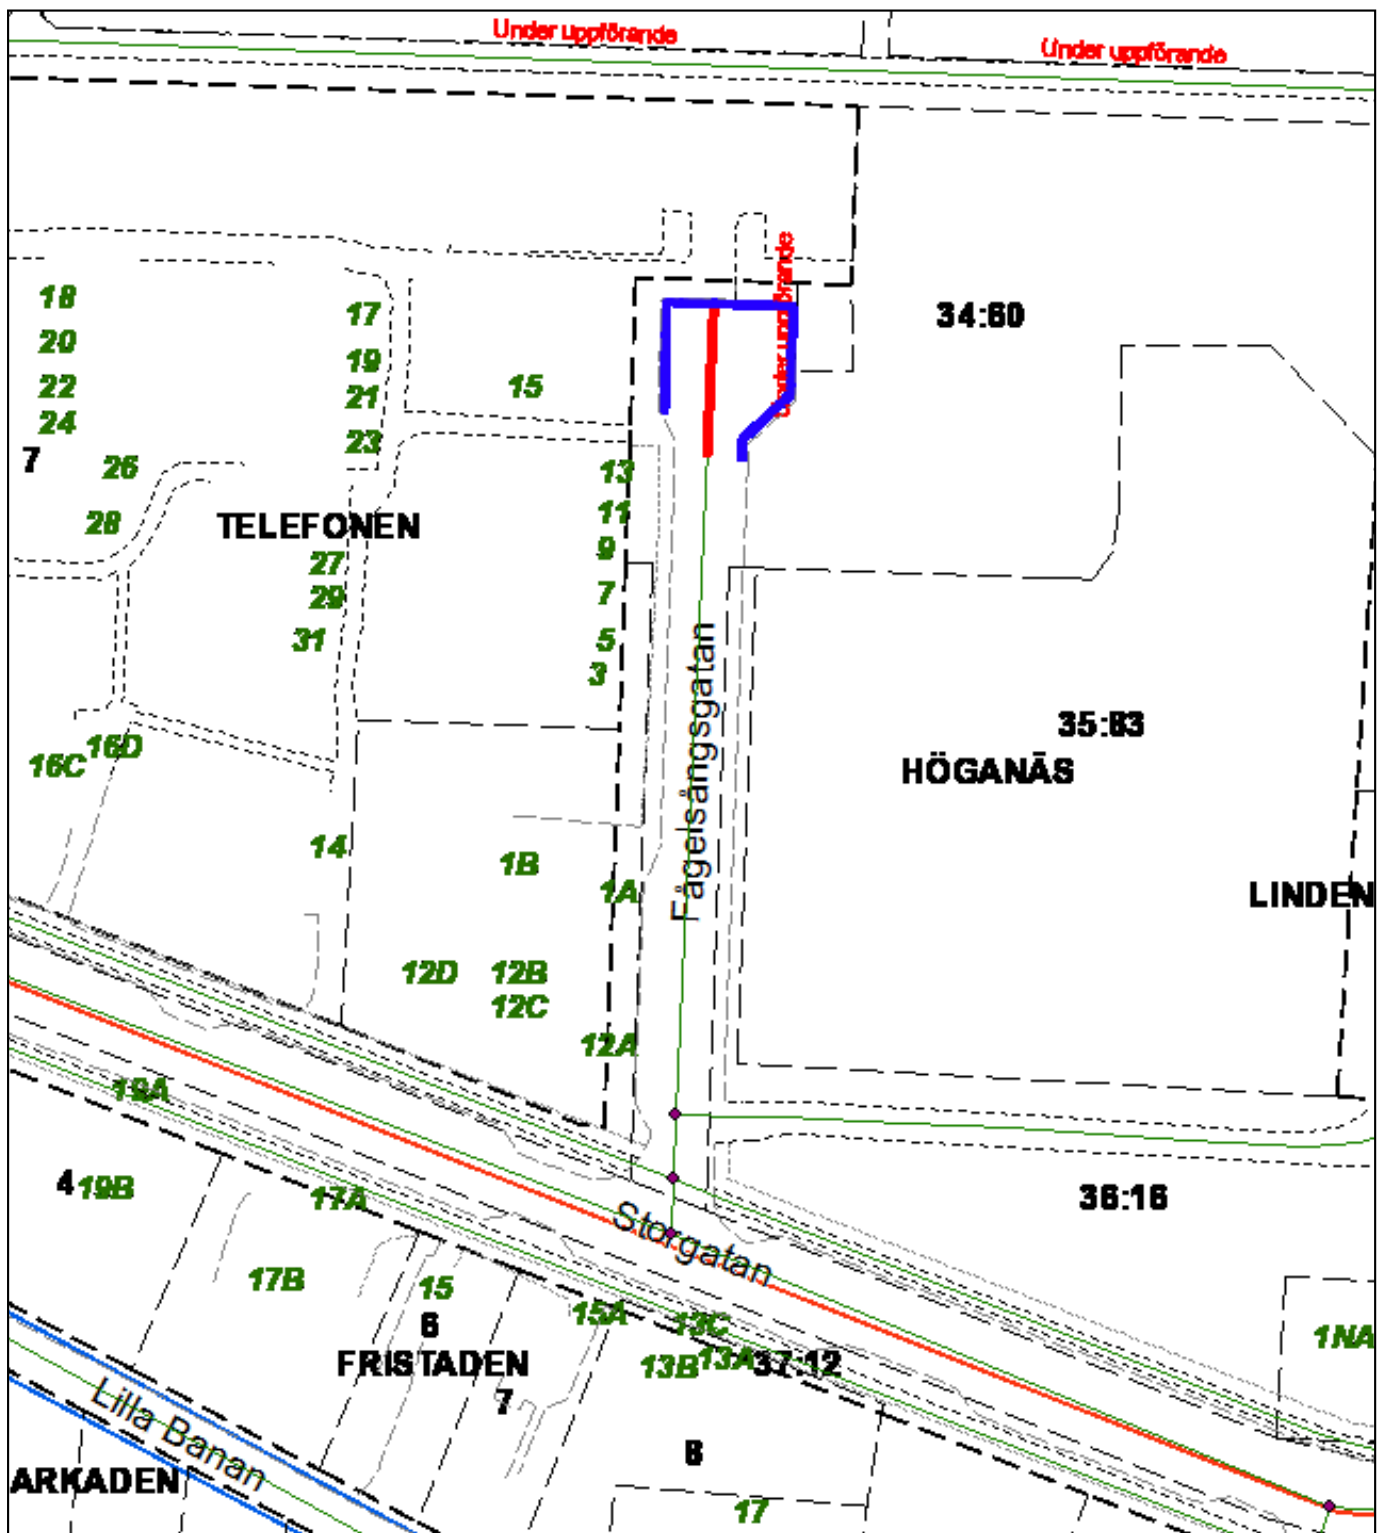 Under uppförande
Under uppförande
Under uppförande
18
17
34:60
20
19
22
15
21
24
23
7
26
13
28
11
TELEFONEN
9
27
7
29
31
5
3
Fågelsångsgatan
35:83
16D
16C
HÖGANÄS
14
1B
1A
LINDEN
12D
12B
12C
12A
19A
4
19B
17A
36:16
Storgatan
17B
15
15A
13C
1NA
6
13A
37:12
FRISTADEN
13B
7
Lilla Banan
8
ARKADEN
17